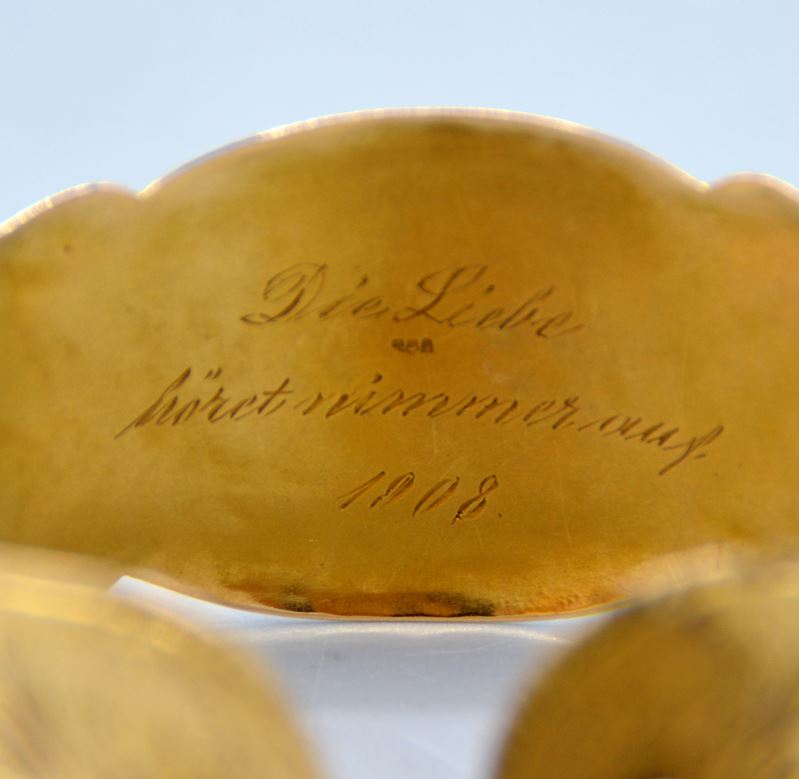 Die Liebe
höret nimmer auf.
1908.